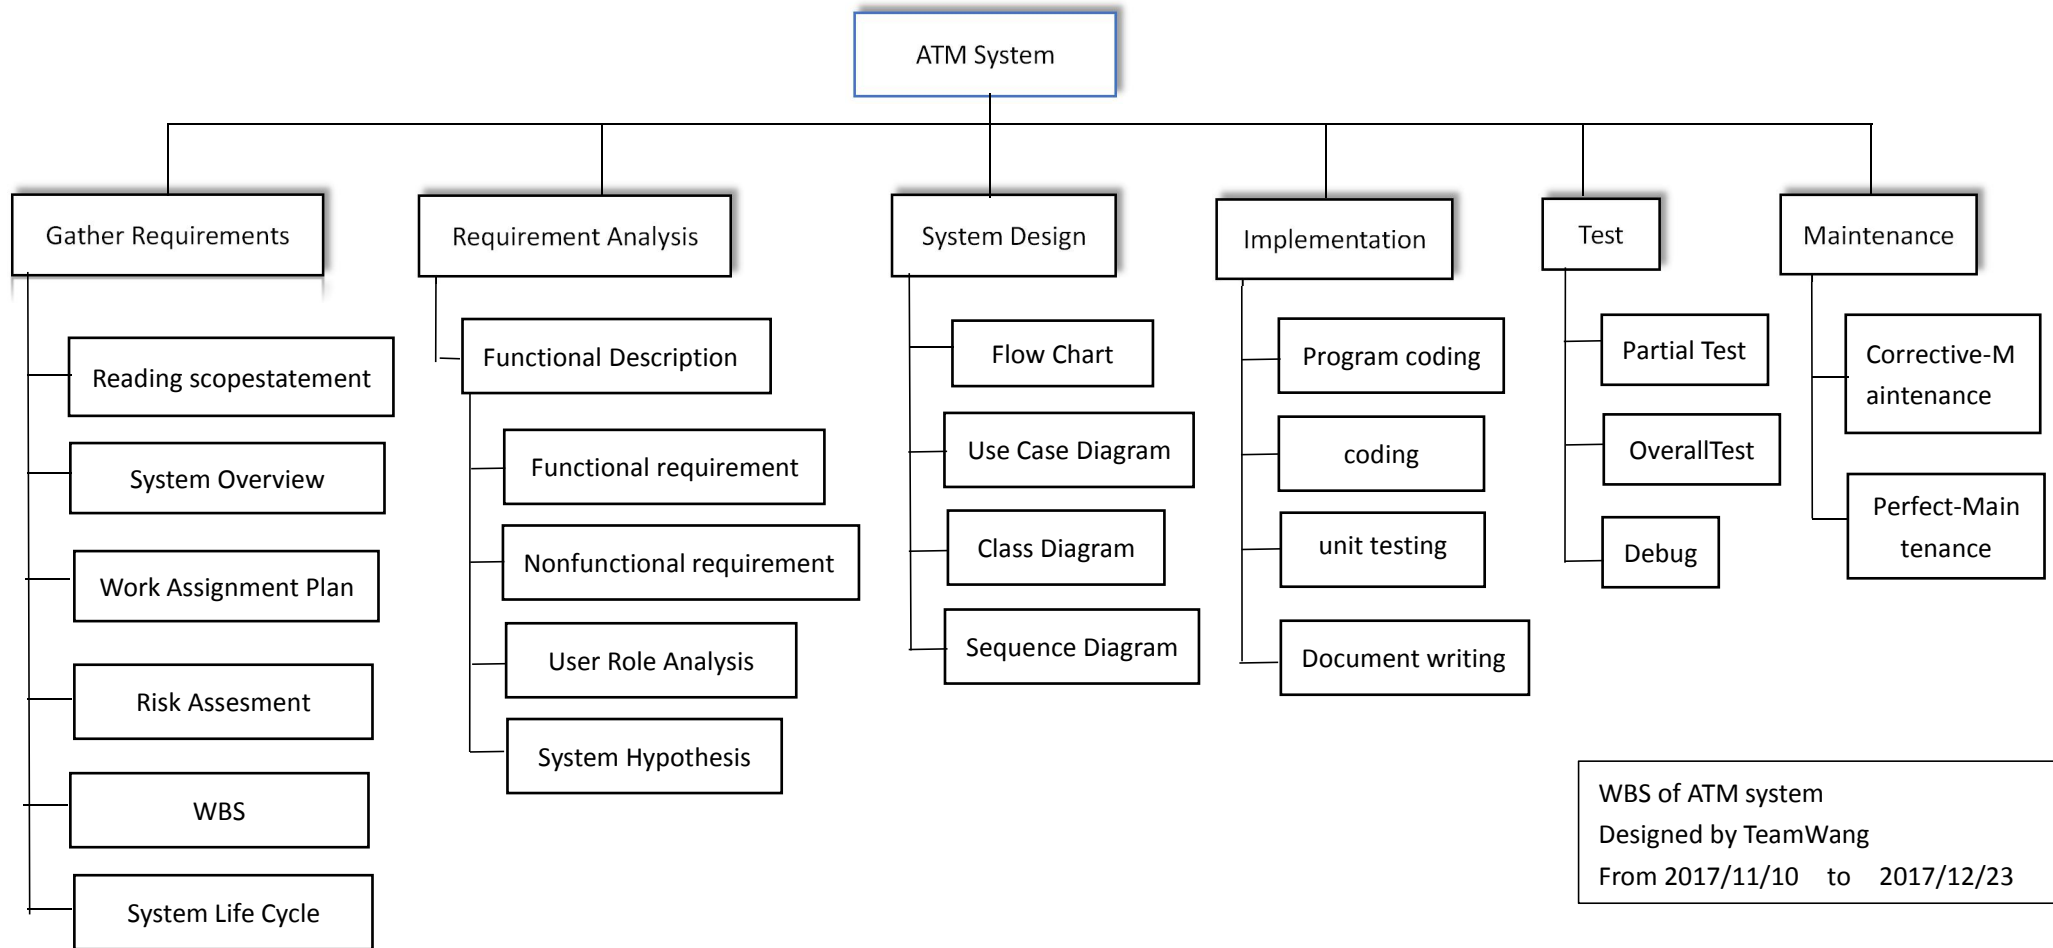 ATM System
Gather Requirements
Reading scopestatement
System Overview
Work Assignment Plan
Risk Assesment
WBS
System Life Cycle
Requirement Analysis
Functional Description
Functional requirement
Nonfunctional requirement
User Role Analysis
System Hypothesis
System Design
Flow Chart
Use Case Diagram
Class Diagram
Sequence Diagram
Implementation
Program coding
coding
unit testing
Document writing
Test
Partial Test
OverallTest
Debug
Maintenance
Corrective-M
aintenance
Perfect-Main
tenance
WBS of ATM system
Designed by TeamWang
From 2017/11/10 to 2017/12/23